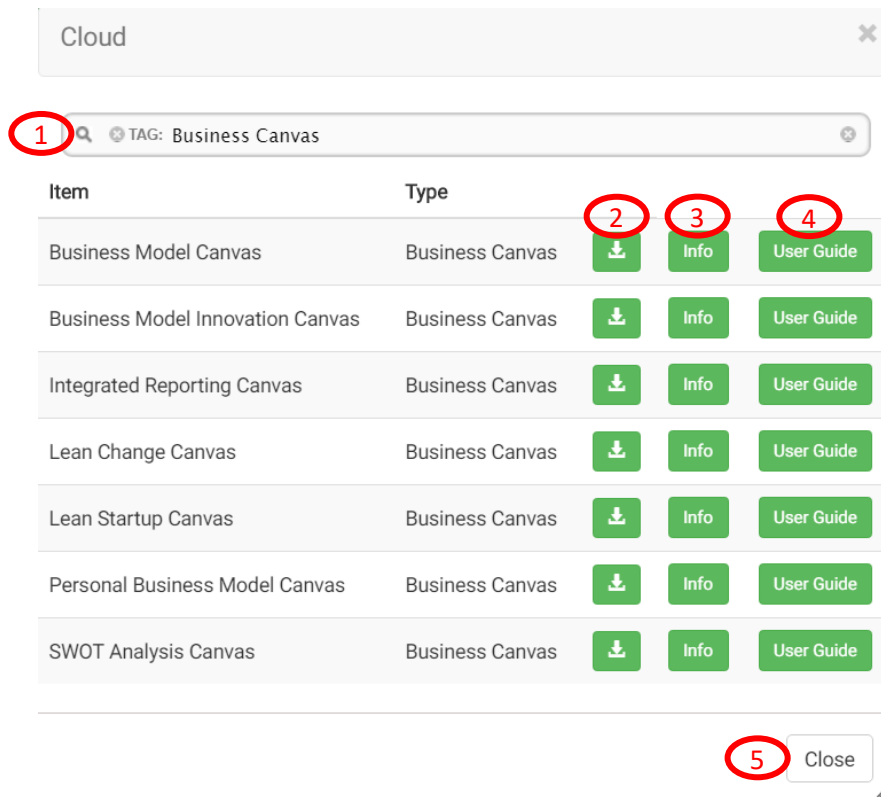 Cloud
1 TAG: Business Canvas
Item Type
2 3 4
Business Model Canvas Business Canvas Info User Guide
Business Model Innovation Canvas Business Canvas Info User Guide
Integrated Reporting Canvas Business Canvas Info User Guide
Lean Change Canvas Business Canvas Info User Guide
Lean Startup Canvas Business Canvas Info User Guide
Personal Business Model Canvas Business Canvas Info User Guide
SWOT Analysis Canvas Business Canvas Info User Guide
5 Close